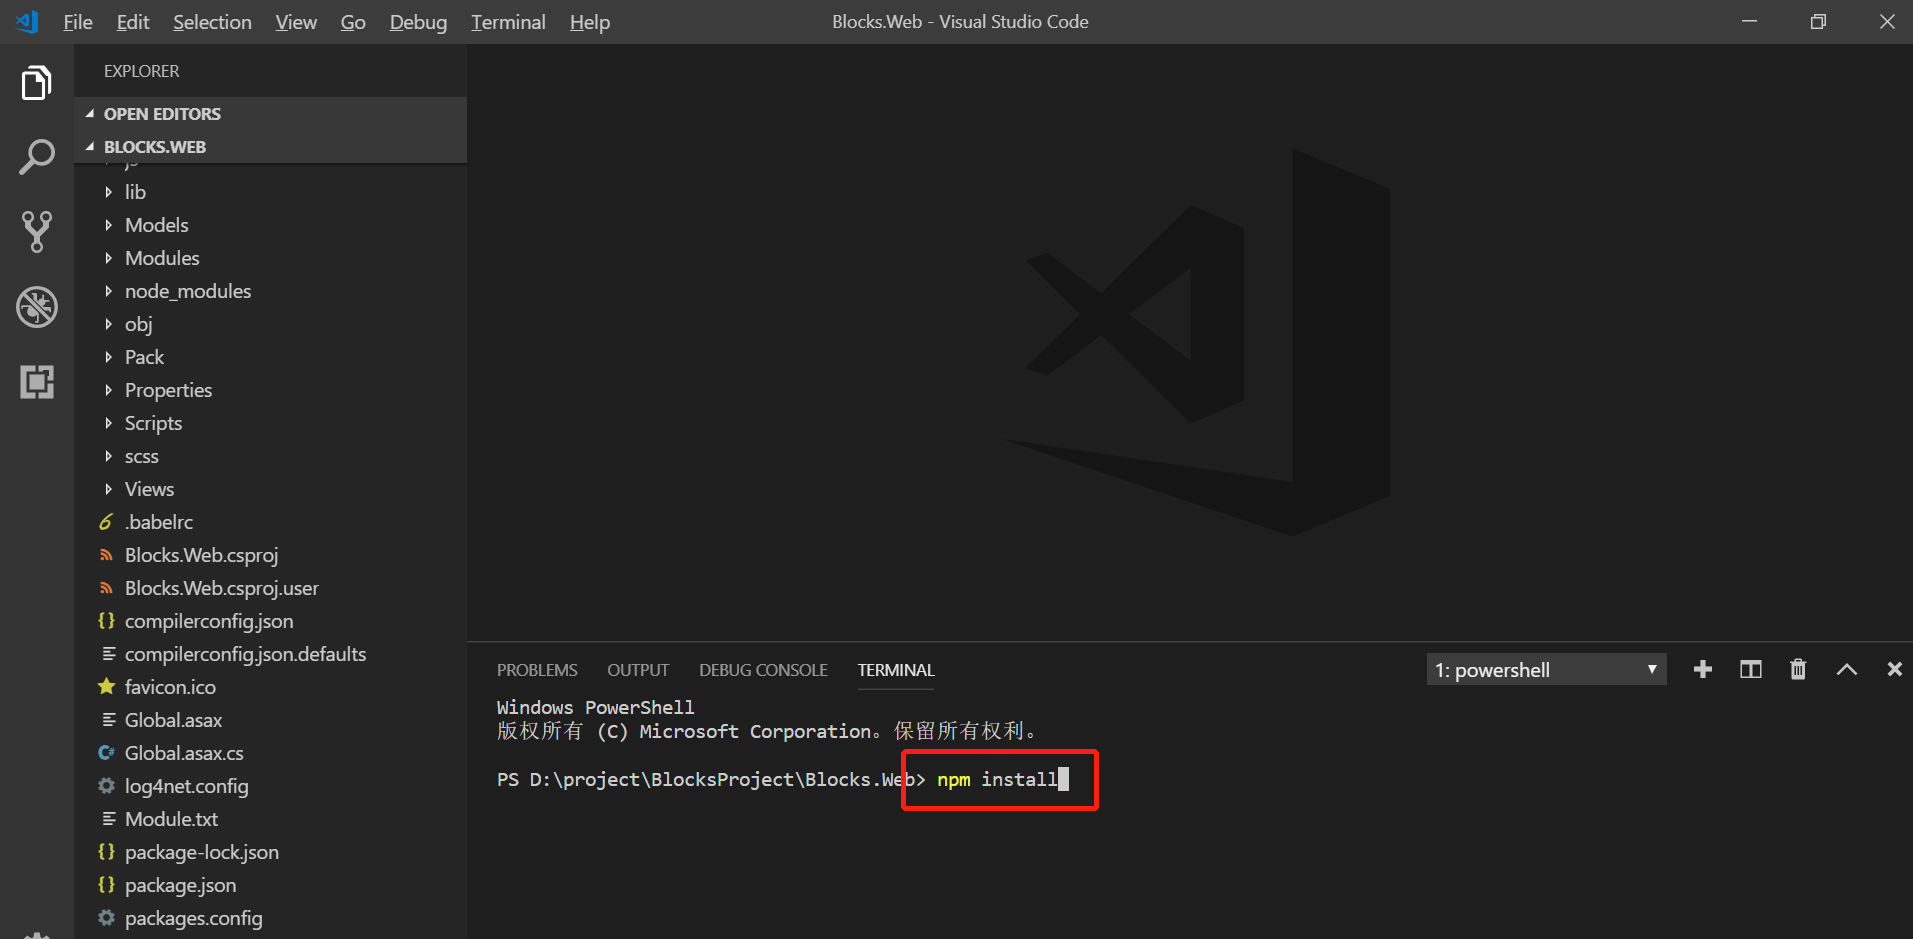 File Edit Selection View Go Debug Terminal Help
Blocks.Web - Visual Studio Code
EXPLORER
OPEN EDITORS
BLOCKS.WEB
lib
Models
Modules
node_modules
obj
Pack
Properties
Scripts
scss
Views
.babelrc
Blocks.Web.csproj
Blocks.Web.csproj.user
compilerconfig.json
compilerconfig.json.defaults
favicon.ico
Global.asax
Global.asax.cs
log4net.config
Module.txt
package-lock.json
package.json
packages.config
PROBLEMS OUTPUT DEBUG CONSOLE TERMINAL
1: powershell
Windows PowerShell
版权所有 (C) Microsoft Corporation。保留所有权利。
PS D:\project\BlocksProject\Blocks.Web> npm install